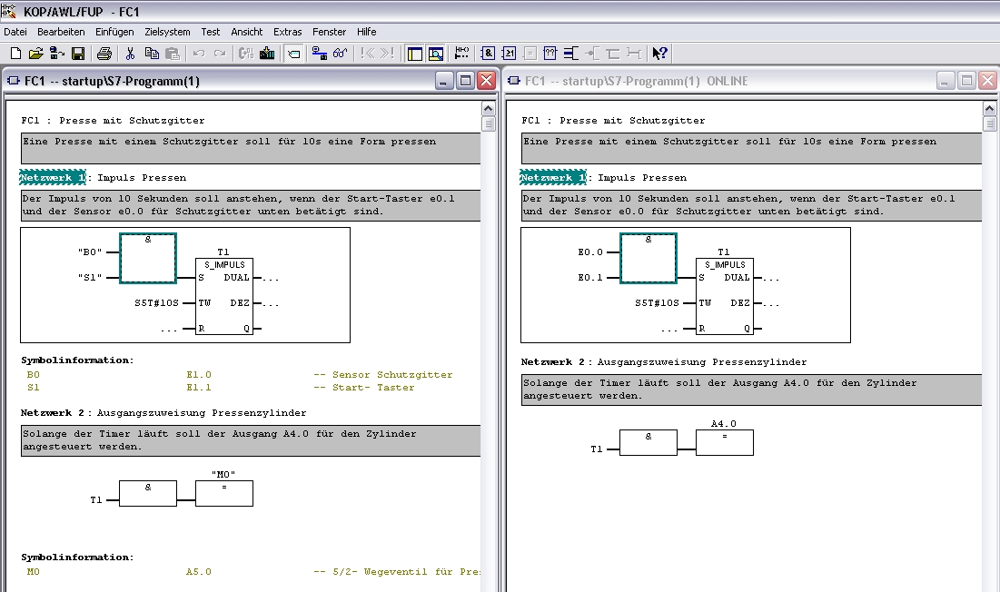 KOP/AWL/FUP - FC1
Datei Bearbeiten Einfügen Zielsystem Test Ansicht Extras Fenster Hilfe
FC1 -- startup\S7-Programm(1)
FC1 : Presse mit Schutzgitter
Eine Presse mit einem Schutzgitter soll für 10s eine Form pressen
Netzwerk 1: Impuls Pressen
Der Impuls von 10 Sekunden soll anstehen, wenn der Start-Taster e0.1
und der Sensor e0.0 für Schutzgitter unten betätigt sind.
&
"B0"
T1
S_IMPULS
"S1"
S DUAL ...
S5T#10S TW DEZ ...
... R Q
Symbolinformation:
B0 E1.0 -- Sensor Schutzgitter
S1 E1.1 -- Start- Taster
Netzwerk 2 : Ausgangszuweisung Pressenzylinder
Solange der Timer läuft soll der Ausgang A4.0 für den Zylinder
angesteuert werden.
"M0"
& =
T1
Symbolinformation:
M0 A5.0 -- 5/2- Wegeventil für Pre
FC1 -- startup\S7-Programm(1) ONLINE
FC1 : Presse mit Schutzgitter
Eine Presse mit einem Schutzgitter soll für 10s eine Form pressen
Netzwerk 1: Impuls Pressen
Der Impuls von 10 Sekunden soll anstehen, wenn der Start-Taster e0.1
und der Sensor e0.0 für Schutzgitter unten betätigt sind.
&
E0.0
T1
S_IMPULS
E0.1
S DUAL ...
S5T#10S TW DEZ ...
... R Q
Netzwerk 2 : Ausgangszuweisung Pressenzylinder
Solange der Timer läuft soll der Ausgang A4.0 für den Zylinder
angesteuert werden.
A4.0
& =
T1